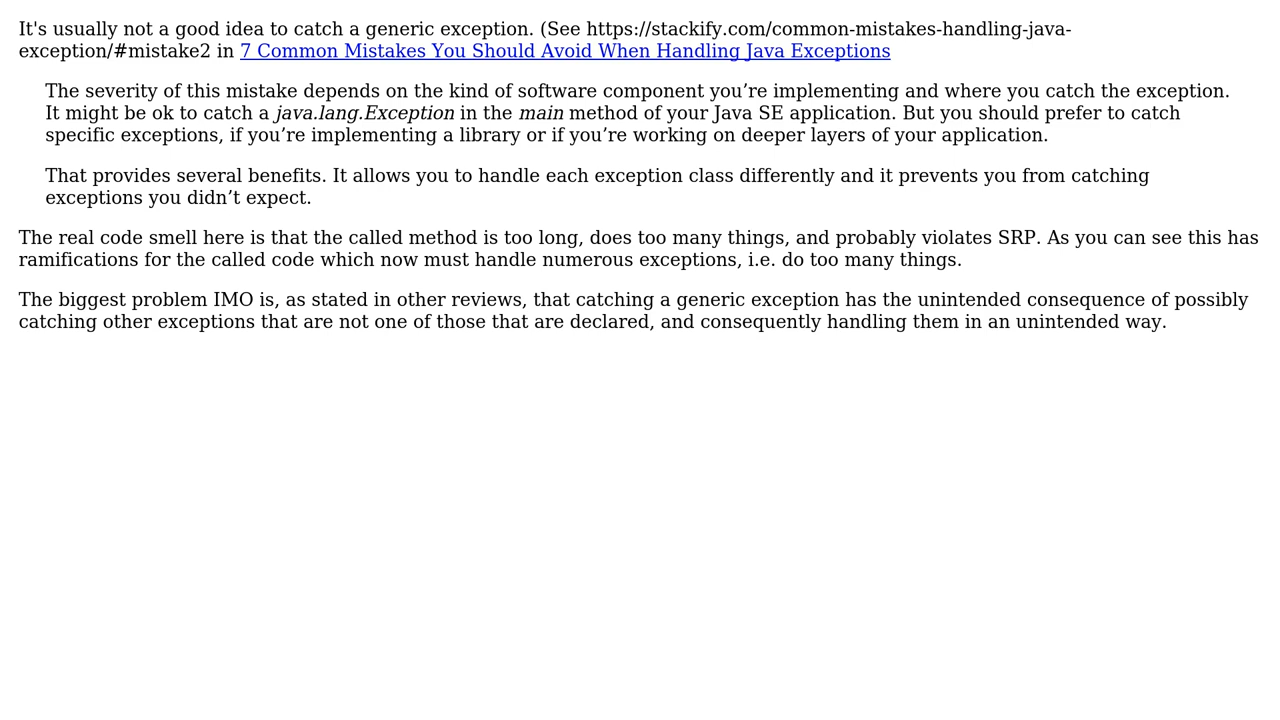 It's usually not a good idea to catch a generic exception. (See https://stackify.com/common-mistakes-handling-java-
exception/#mistake2 in 7 Common Mistakes You Should Avoid When Handling Java Exceptions
The severity of this mistake depends on the kind of software component you’re implementing and where you catch the exception.
It might be ok to catch a java.lang.Exception in the main method of your Java SE application. But you should prefer to catch
specific exceptions, if you’re implementing a library or if you’re working on deeper layers of your application.
That provides several benefits. It allows you to handle each exception class differently and it prevents you from catching
exceptions you didn’t expect.
The real code smell here is that the called method is too long, does too many things, and probably violates SRP. As you can see this has
ramifications for the called code which now must handle numerous exceptions, i.e. do too many things.
The biggest problem IMO is, as stated in other reviews, that catching a generic exception has the unintended consequence of possibly
catching other exceptions that are not one of those that are declared, and consequently handling them in an unintended way.